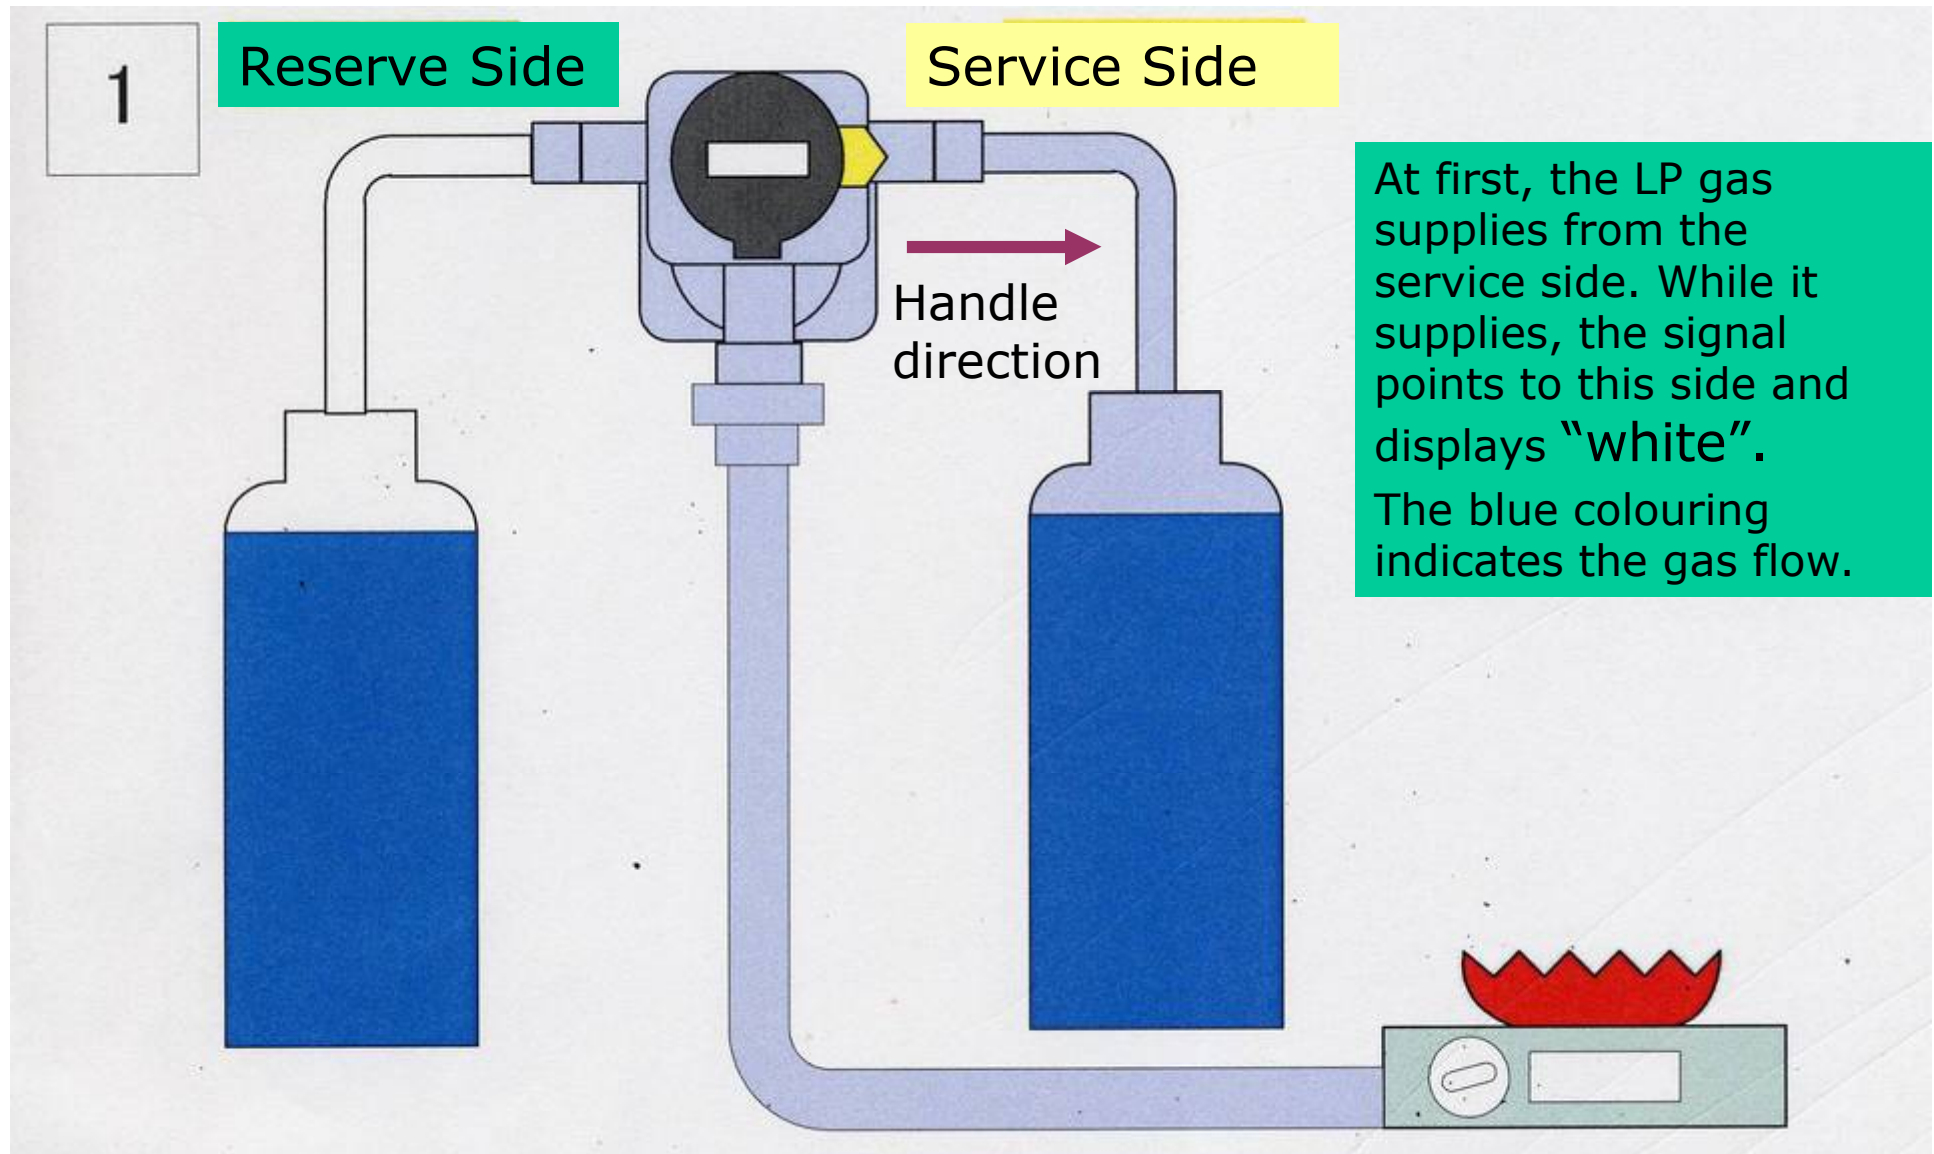 1
Reserve Side
Service Side
Handle
direction
At first, the LP gas
supplies from the
service side. While it
supplies, the signal
points to this side and
displays “white”.
The blue colouring
indicates the gas flow.